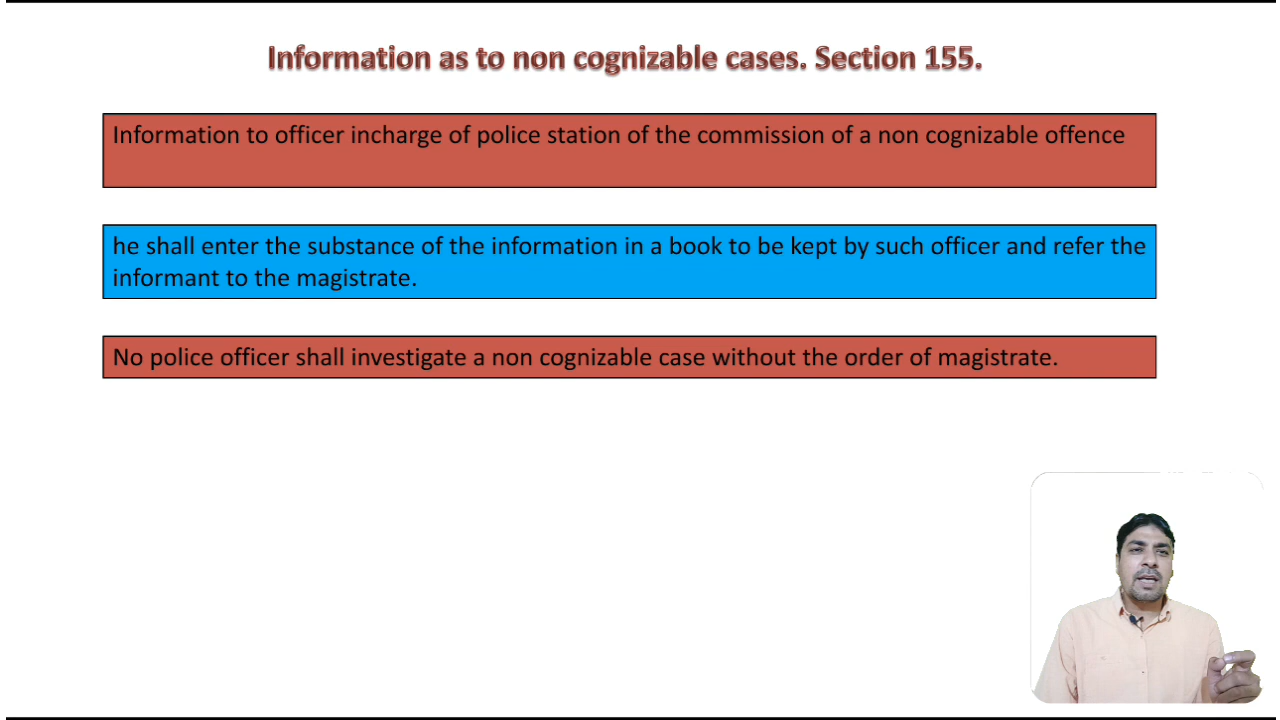 Information as to non cognizable cases. Section 155.
Information to officer incharge of police station of the commission of a non cognizable offence
he shall enter the substance of the information in a book to be kept by such officer and refer the
informant to the magistrate.
No police officer shall investigate a non cognizable case without the order of magistrate.